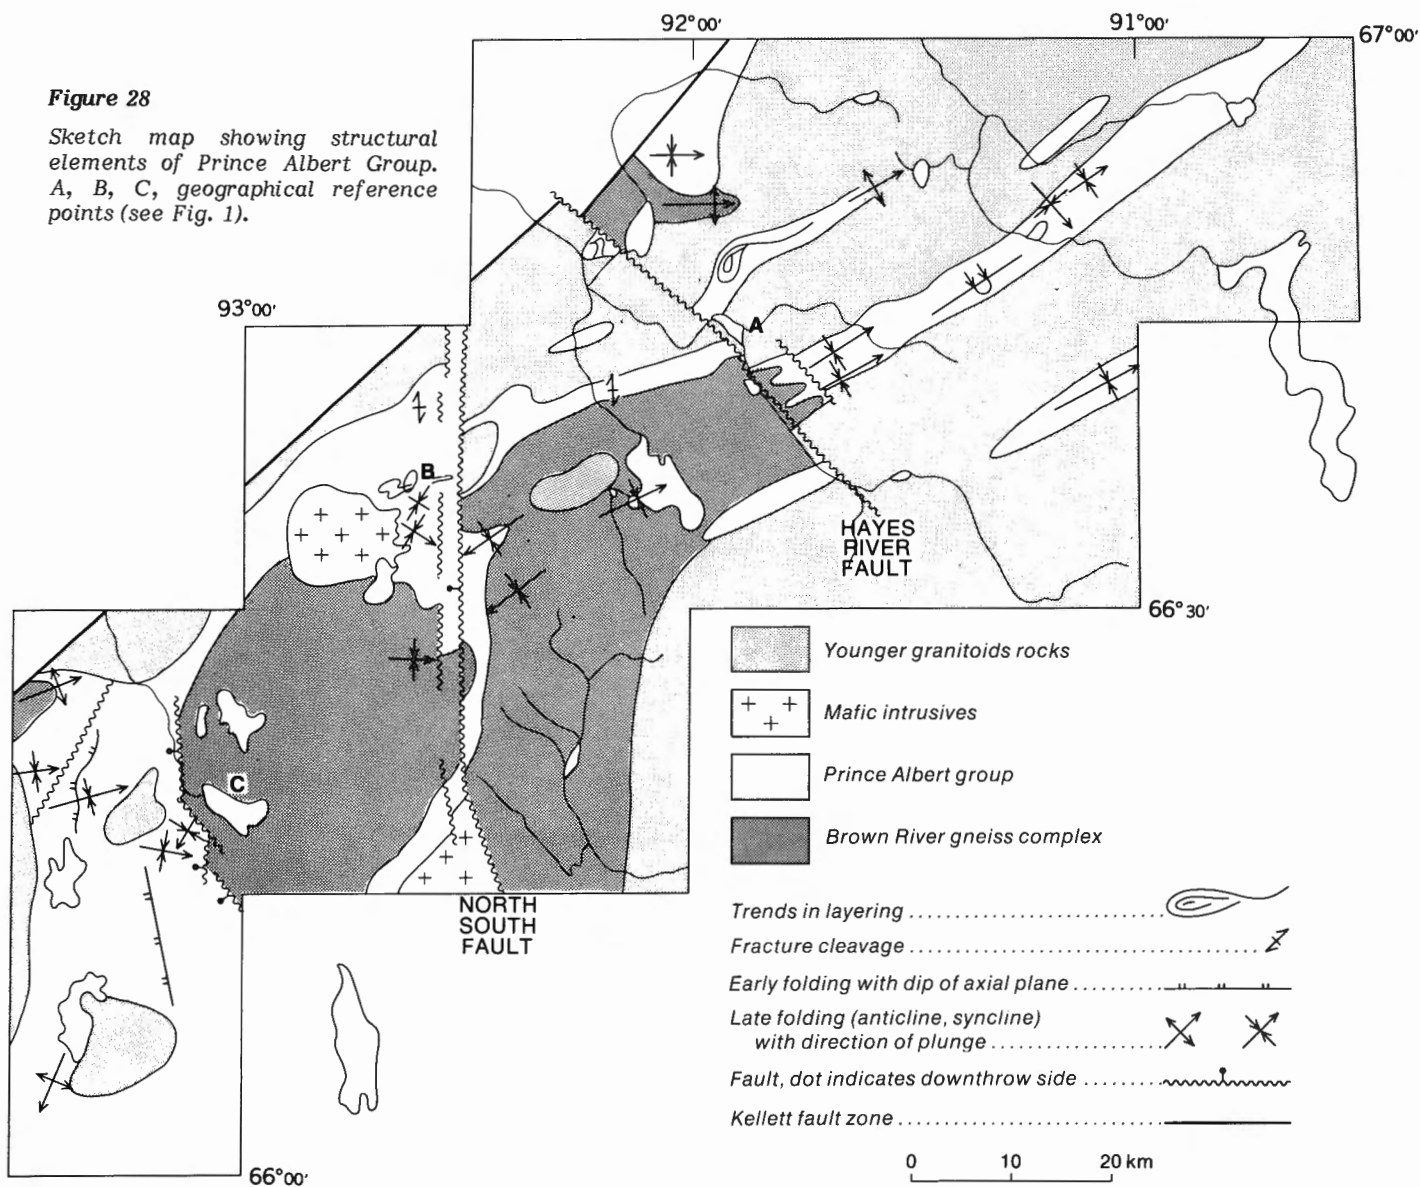 92°00'
91°00'
67°00'
Figure 28
Sketch map showing structural
elements of Prince Albert Group.
A, B, C, geographical reference
points (see Fig. 1).
93°00'
A
B
HAYES
RIVER
FAULT
66°30'
C
NORTH
SOUTH
FAULT
66°00'
Younger granitoids rocks
Mafic intrusives
Prince Albert group
Brown River gneiss complex
Trends in layering
Fracture cleavage
Early folding with dip of axial plane
Late folding (anticline, syncline)
with direction of plunge
Fault, dot indicates downthrow side
Kellett fault zone
0 10 20 km